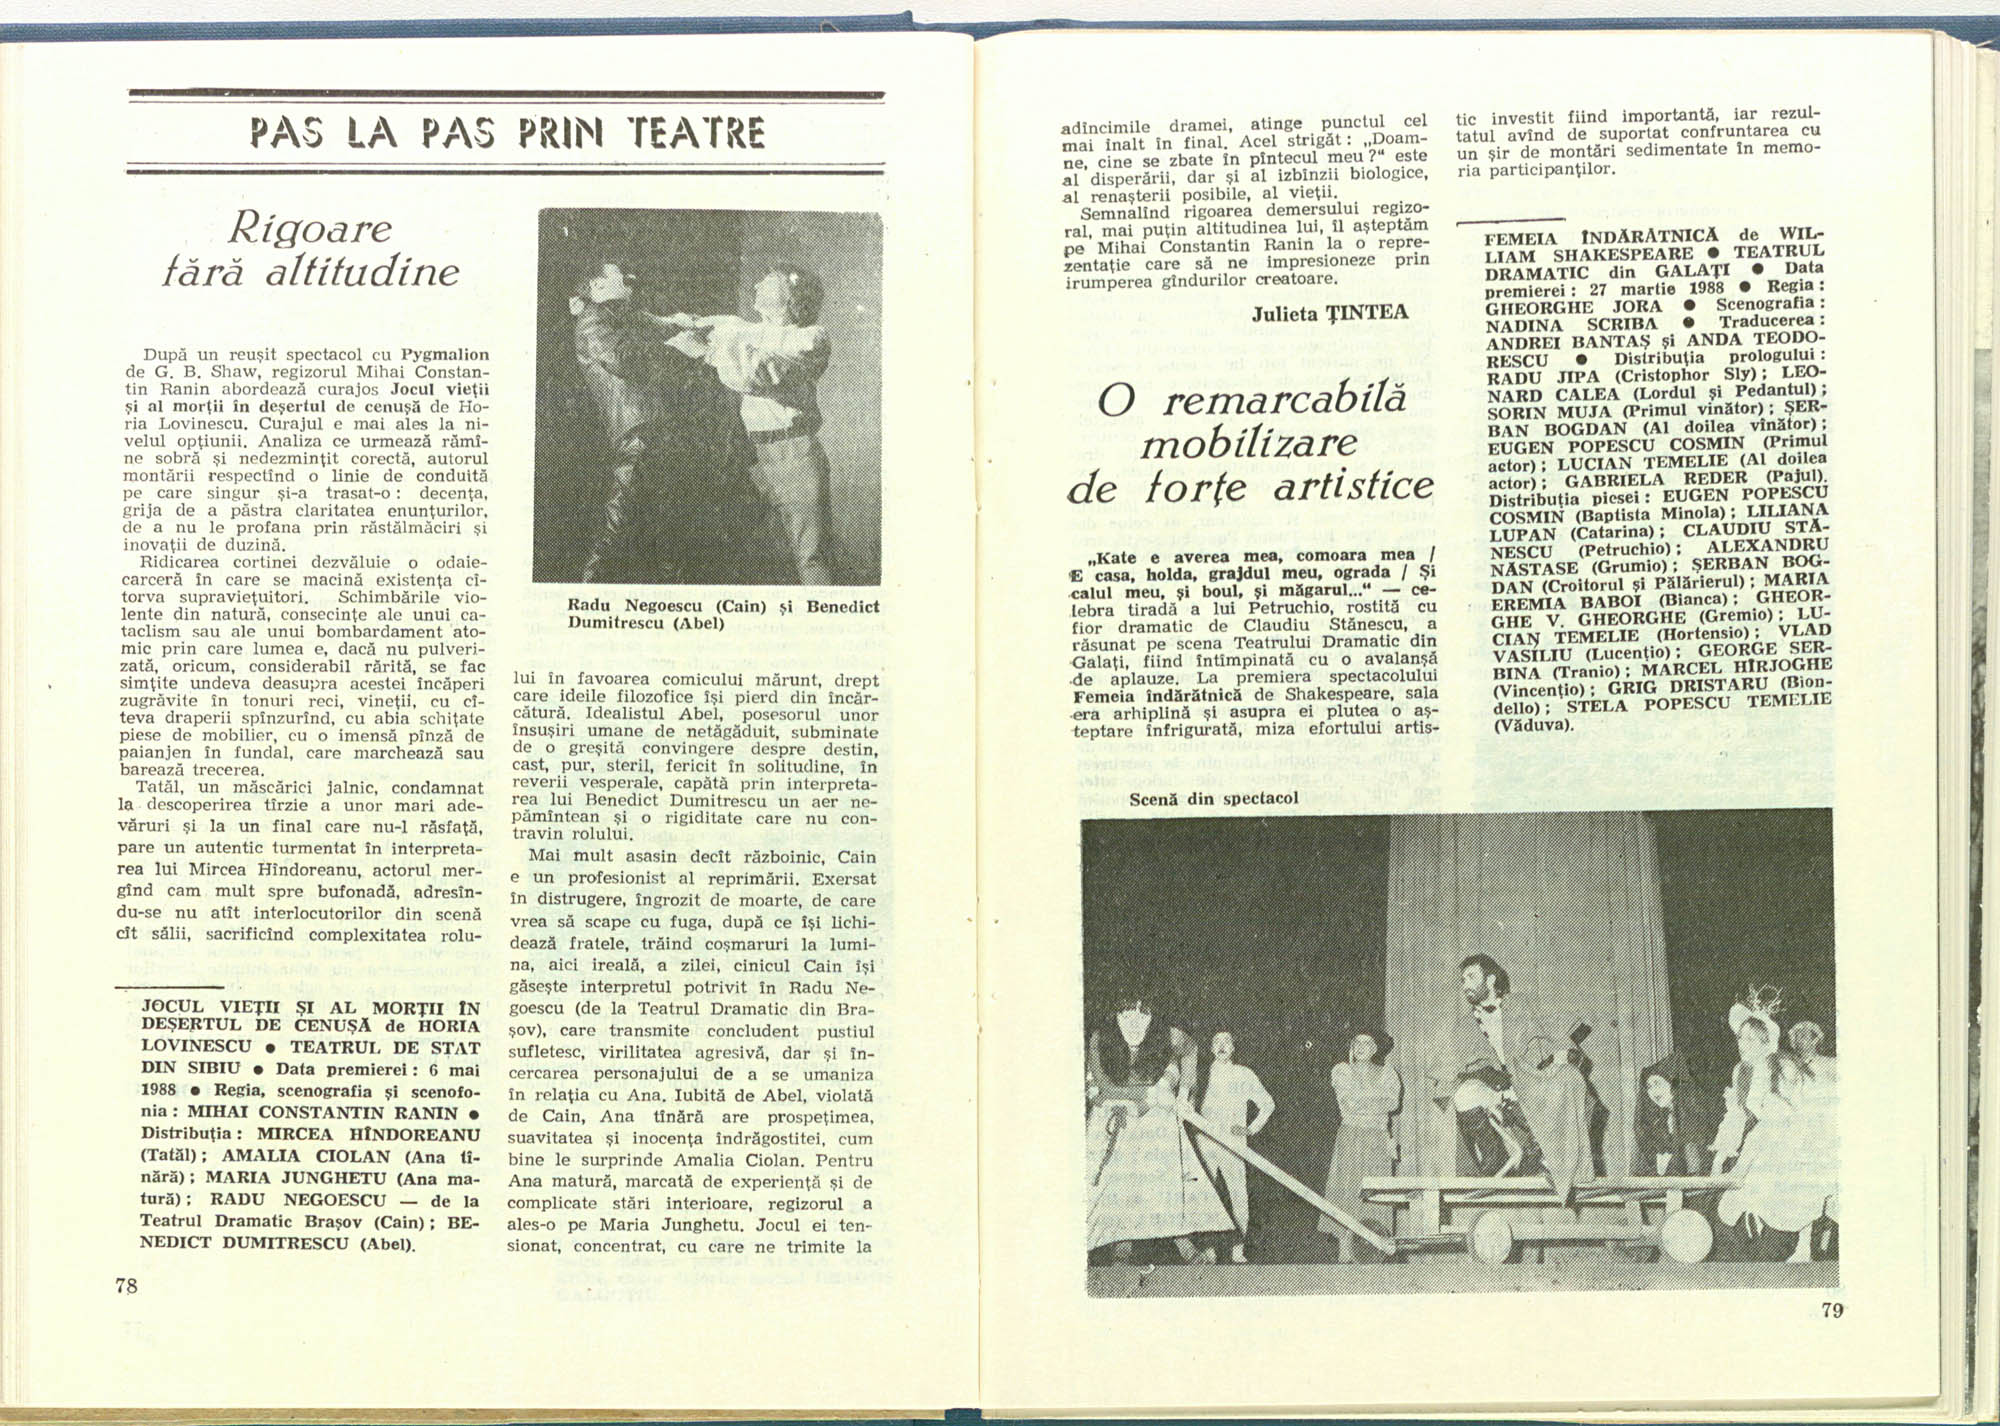 PAS LA PAS PRIN TEATRE
Rigoare
fără altitudine
După un reușit spectacol cu Pygmalion
de G. B. Shaw, regizorul Mihai Constan-
tin Ranin abordează curajos Jocul vieții
și al morții în deșertul de cenușă de Ho-
ria Lovinescu. Curajul e mai ales la ni-
velul opțiunii. Analiza ce urmează rămî-
ne sobră și nedezmințit corectă, autorul
montării respectînd o linie de conduită
pe care singur și-a trasat-o : decența,
grija de a păstra claritatea enunțurilor,
de a nu le profana prin răstălmăciri și
inovații de duzină.
Ridicarea cortinei dezvăluie o odaie-
carceră în care se macină existența cî-
torva supraviețuitori. Schimbările vio-
lente din natură, consecințe ale unui ca-
taclism sau ale unui bombardament ato-
mic prin care lumea e, dacă nu pulveri-
zată, oricum, considerabil rărită, se fac
simțite undeva deasupra acestei încăperi
zugrăvite în tonuri reci, vineții, cu cî-
teva draperii spînzurînd, cu abia schițate
piese de mobilier, cu o imensă pînză de
paianjen în fundal, care marchează sau
barează trecerea.
Tatăl, un măscărici jalnic, condamnat
la descoperirea tîrzie a unor mari ade-
văruri și la un final care nu-l răsfață,
pare un autentic turmentat în interpreta-
rea lui Mircea Hîndoreanu, actorul mer-
gînd cam mult spre bufonadă, adresîn-
du-se nu atît interlocutorilor din scenă
cît sălii, sacrificînd complexitatea rolu-
JOCUL VIEȚII ȘI AL MORȚII ÎN
DEȘERTUL DE CENUȘĂ de HORIA
LOVINESCU ● TEATRUL DE STAT
DIN SIBIU ● Data premierei : 6 mai
1988 ● Regia, scenografia și scenofo-
nia : MIHAI CONSTANTIN RANIN ●
Distribuția : MIRCEA HÎNDOREANU
(Tatăl) ; AMALIA CIOLAN (Ana tî-
nără) ; MARIA JUNGHETU (Ana ma-
tură) ; RADU NEGOESCU — de la
Teatrul Dramatic Brașov (Cain) ; BE-
NEDICT DUMITRESCU (Abel).
78
Radu Negoescu (Cain) și Benedict
Dumitrescu (Abel)
lui în favoarea comicului mărunt, drept
care ideile filozofice își pierd din încăr-
cătură. Idealistul Abel, posesorul unor
însușiri umane de netăgăduit, subminate
de o greșită convingere despre destin,
cast, pur, steril, fericit în solitudine, în
reverii vesperale, capătă prin interpreta-
rea lui Benedict Dumitrescu un aer ne-
pămîntean și o rigiditate care nu con-
travin rolului.
Mai mult asasin decît războinic, Cain
e un profesionist al reprimării. Exersat
în distrugere, îngrozit de moarte, de care
vrea să scape cu fuga, după ce își lichi-
dează fratele, trăind coșmaruri la lumi-
na, aici ireală, a zilei, cinicul Cain își
găsește interpretul potrivit în Radu Ne-
goescu (de la Teatrul Dramatic din Bra-
șov), care transmite concludent pustiul
sufletesc, virilitatea agresivă, dar și în-
cercarea personajului de a se umaniza
în relația cu Ana. Iubită de Abel, violată
de Cain, Ana tînără are prospețimea,
suavitatea și inocența îndrăgostitei, cum
bine le surprinde Amalia Ciolan. Pentru
Ana matură, marcată de experiență și de
complicate stări interioare, regizorul a
ales-o pe Maria Junghetu. Jocul ei ten-
sionat, concentrat, cu care ne trimite la
adîncimile dramei, atinge punctul cel
mai înalt în final. Acel strigăt : „Doam-
ne, cine se zbate în pîntecul meu ?“ este
al disperării, dar și al izbînzii biologice,
al renașterii posibile, al vieții.
Semnalînd rigoarea demersului regizo-
ral, mai puțin altitudinea lui, îl așteptăm
pe Mihai Constantin Ranin la o repre-
zentație care să ne impresioneze prin
irumperea gîndurilor creatoare.
Julieta ȚINTEA
O remarcabilă
mobilizare
de forțe artistice
„Kate e averea mea, comoara mea /
E casa, holda, grajdul meu, ograda / Și
calul meu, și boul, și măgarul...“ — ce-
lebra tiradă a lui Petruchio, rostită cu
fior dramatic de Claudiu Stănescu, a
răsunat pe scena Teatrului Dramatic din
Galați, fiind întîmpinată cu o avalanșă
de aplauze. La premiera spectacolului
Femeia îndărătnică de Shakespeare, sala
era arhiplină și asupra ei plutea o aș-
teptare înfrigurată, miza efortului artis-
tic investit fiind importantă, iar rezul-
tatul avînd de suportat confruntarea cu
un șir de montări sedimentate în memo-
ria participanților.
FEMEIA ÎNDĂRĂTNICĂ de WIL-
LIAM SHAKESPEARE ● TEATRUL
DRAMATIC din GALAȚI ● Data
premierei : 27 martie 1988 ● Regia :
GHEORGHE JORA ● Scenografia :
NADINA SCRIBA ● Traducerea :
ANDREI BANTAȘ și ANDA TEODO-
RESCU ● Distribuția prologului :
RADU JIPA (Cristophor Sly) ; LEO-
NARD CALEA (Lordul și Pedantul) ;
SORIN MUJA (Primul vînător) ; ȘER-
BAN BOGDAN (Al doilea vînător) ;
EUGEN POPESCU COSMIN (Primul
actor) ; LUCIAN TEMELIE (Al doilea
actor) ; GABRIELA REDER (Pajul).
Distribuția piesei : EUGEN POPESCU
COSMIN (Baptista Minola) ; LILIANA
LUPAN (Catarina) ; CLAUDIU STĂ-
NESCU (Petruchio) ; ALEXANDRU
NĂSTASE (Grumio) ; ȘERBAN BOG-
DAN (Croitorul și Pălărierul) ; MARIA
EREMIA BABOI (Bianca) ; GHEOR-
GHE V. GHEORGHE (Gremio) ; LU-
CIAN TEMELIE (Hortensio) ; VLAD
VASILIU (Lucențio) ; GEORGE SER-
BINA (Tranio) ; MARCEL HÎRJOGHE
(Vincențio) ; GRIG DRISTARU (Bion-
dello) ; STELA POPESCU TEMELIE
(Văduva).
Scenă din spectacol
79